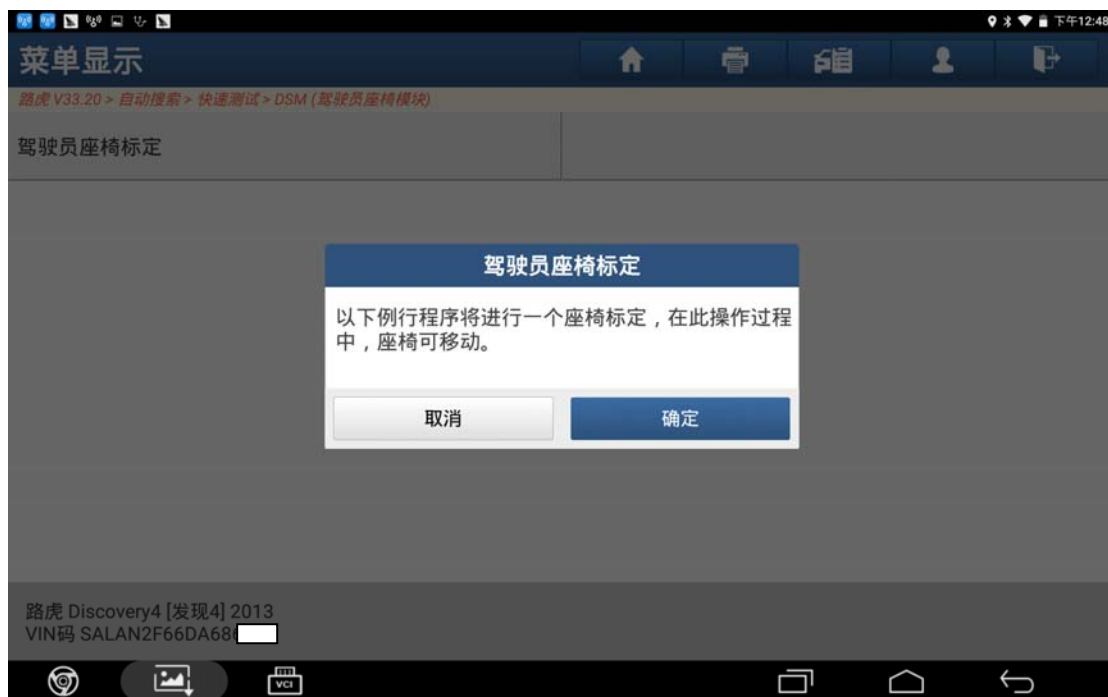 下午12:48
菜单显示
路虎 V33.20 > 自动搜索 > 快速测试 > DSM (驾驶员座椅模块)
驾驶员座椅标定
驾驶员座椅标定
以下例行程序将进行一个座椅标定，在此操作过程
中，座椅可移动。
取消
确定
路虎 Discovery4 [发现4] 2013
VIN码 SALAN2F66DA68
VCI